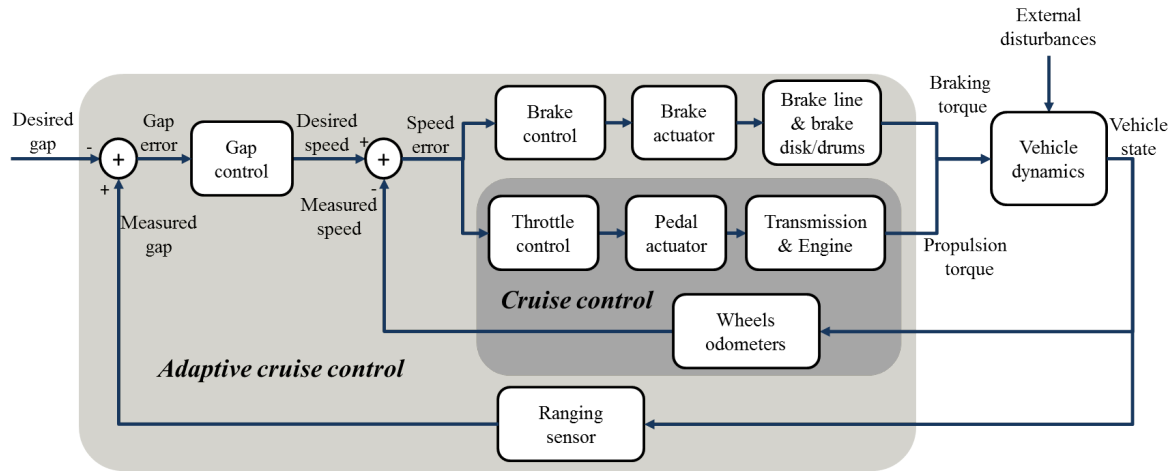 External
disturbances
Desired
gap
-
+
+
Gap
error
Gap
control
Desired
speed
+
+
-
Speed
error
Brake
control
Brake
actuator
Brake line
& brake
disk/drums
Braking
torque
Vehicle
dynamics
Vehicle
state
Measured
gap
Measured
speed
Throttle
control
Pedal
actuator
Transmission
& Engine
Propulsion
torque
Cruise control
Wheels
odometers
Adaptive cruise control
Ranging
sensor